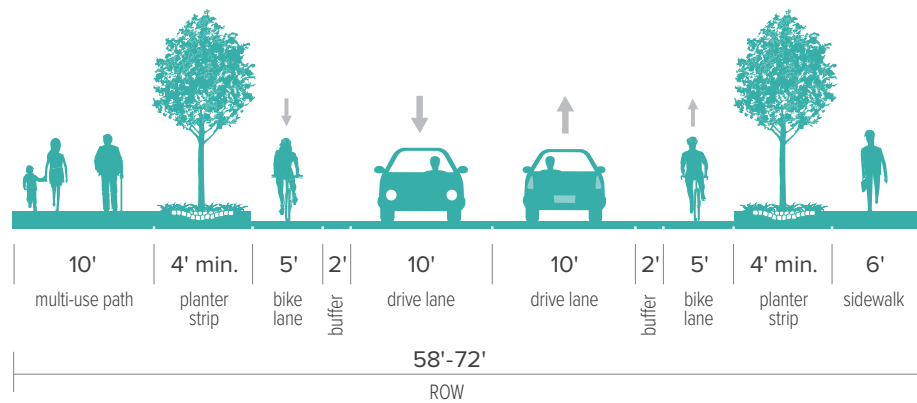 10' 4' min. 5' 2' 10' 10' 2' 5' 4' min. 6'
multi-use path planter strip bike lane buffer drive lane drive lane buffer bike lane planter strip sidewalk
58'-72'
ROW